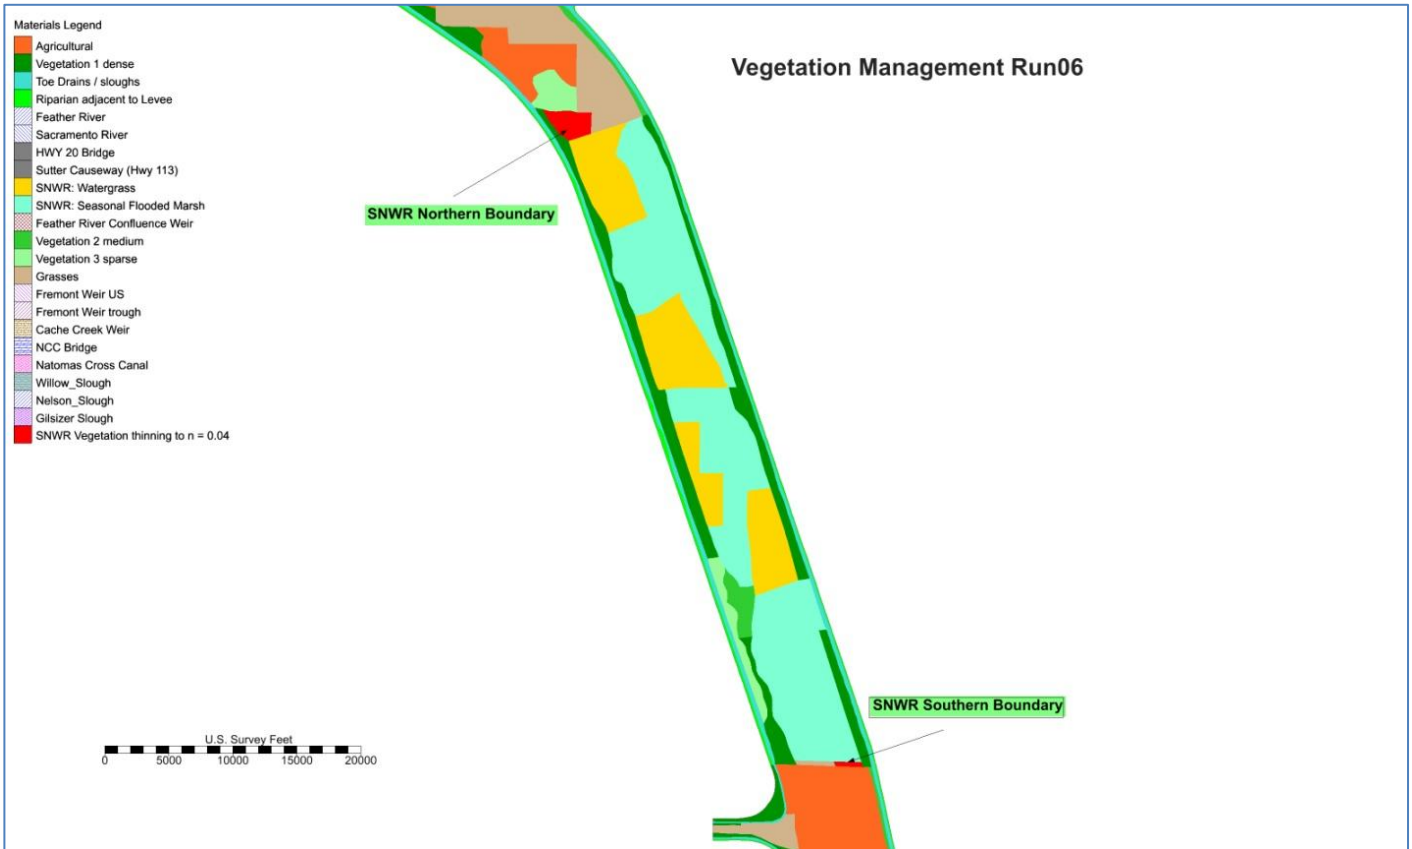 Materials Legend
Agricultural
Vegetation 1 dense
Toe Drains / sloughs
Riparian adjacent to Levee
Feather River
Sacramento River
HWY 20 Bridge
Sutter Causeway (Hwy 113)
SNWR: Watergrass
SNWR: Seasonal Flooded Marsh
Feather River Confluence Weir
Vegetation 2 medium
Vegetation 3 sparse
Grasses
Fremont Weir US
Fremont Weir trough
Cache Creek Weir
NCC Bridge
Natomas Cross Canal
Willow_Slough
Nelson_Slough
Gilsizer Slough
SNWR Vegetation thinning to n = 0.04
Vegetation Management Run06
SNWR Northern Boundary
SNWR Southern Boundary
U.S. Survey Feet
0 5000 10000 15000 20000